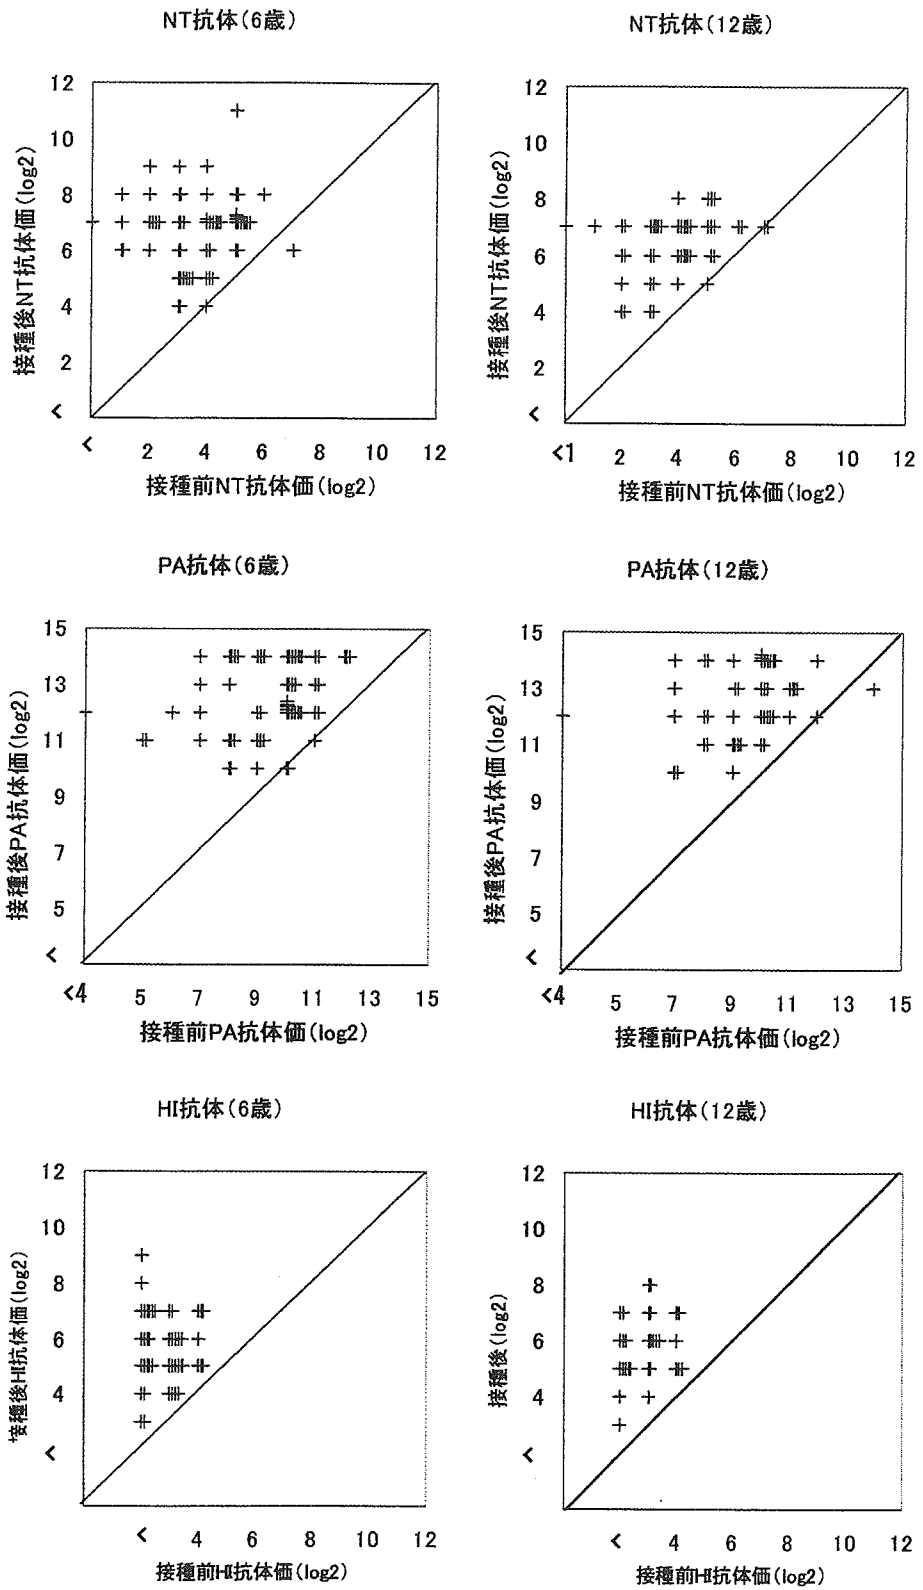 NT抗体(6歳)
12
10
8
6
4
2
<
接種後NT抗体価(log2)
< 2 4 6 8 10 12
接種前NT抗体価(log2)
NT抗体(12歳)
12
10
8
6
4
2
<
接種後NT抗体価(log2)
<1 2 4 6 8 10 12
接種前NT抗体価(log2)
PA抗体(6歳)
15
13
11
9
7
5
<
接種後PA抗体価(log2)
<4 5 7 9 11 13 15
接種前PA抗体価(log2)
PA抗体(12歳)
15
13
11
9
7
5
<
接種後PA抗体価(log2)
<4 5 7 9 11 13 15
接種前PA抗体価(log2)
HI抗体(6歳)
12
10
8
6
4
<
接種後HI抗体価(log2)
< 4 6 8 10 12
接種前HI抗体価(log2)
HI抗体(12歳)
12
10
8
6
4
<
接種後(log2)
< 4 6 8 10 12
接種前HI抗体価(log2)